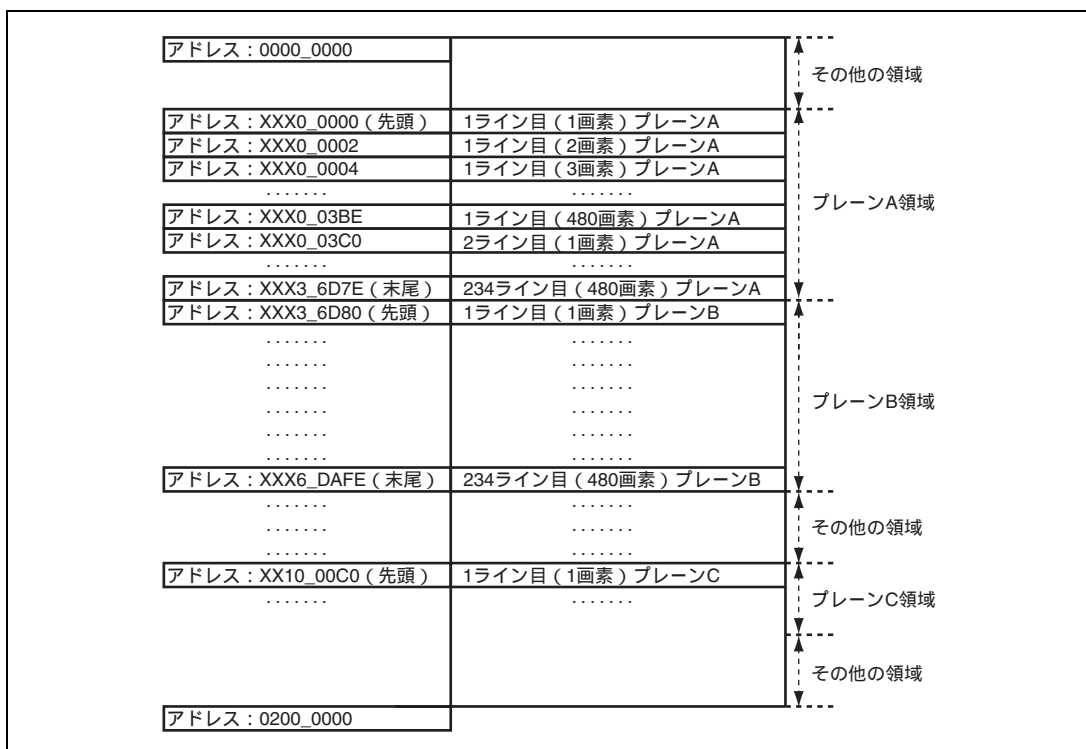 アドレス：0000_0000
その他の領域
アドレス：XXX0_0000（先頭） 1ライン目（1画素）プレーンA
アドレス：XXX0_0002 1ライン目（2画素）プレーンA
アドレス：XXX0_0004 1ライン目（3画素）プレーンA
....... .......
プレーンA領域
アドレス：XXX0_03BE 1ライン目（480画素）プレーンA
アドレス：XXX0_03C0 2ライン目（1画素）プレーンA
....... .......
アドレス：XXX3_6D7E（末尾） 234ライン目（480画素）プレーンA
アドレス：XXX3_6D80（先頭） 1ライン目（1画素）プレーンB
....... .......
....... .......
....... .......
プレーンB領域
....... .......
....... .......
....... .......
アドレス：XXX6_DAFE（末尾） 234ライン目（480画素）プレーンB
....... .......
....... ....... その他の領域
....... .......
アドレス：XX10_00C0（先頭） 1ライン目（1画素）プレーンC
....... ....... プレーンC領域
その他の領域
アドレス：0200_0000